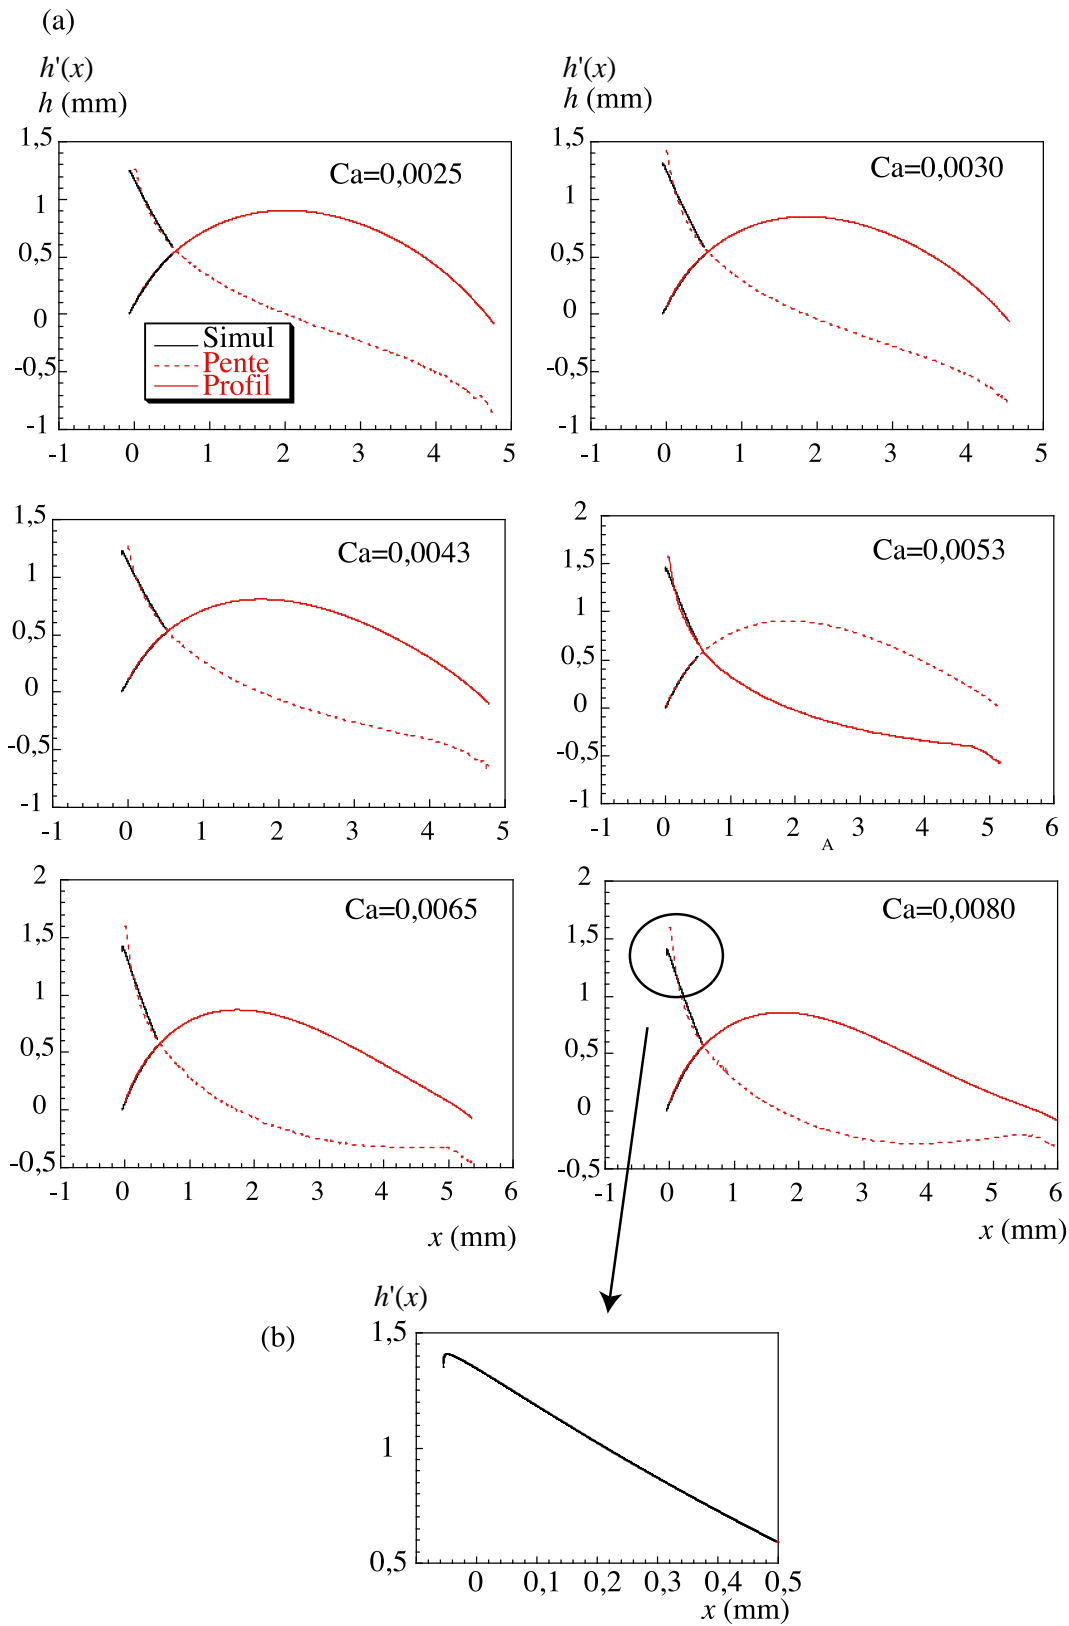 (a)
h'(x)
h (mm)
h'(x)
h (mm)
1,5
1
0,5
0
-0,5
-1
-1 0 1 2 3 4 5
Ca=0,0025
Simul
Pente
Profil
1,5
1
0,5
0
-0,5
-1
-1 0 1 2 3 4 5
Ca=0,0030
1,5
1
0,5
0
-0,5
-1
-1 0 1 2 3 4 5
Ca=0,0043
2
1,5
1
0,5
0
-0,5
-1
-1 0 1 2 3 4 5 6
A
Ca=0,0053
2
1,5
1
0,5
0
-0,5
-1 0 1 2 3 4 5 6
Ca=0,0065
x (mm)
2
1,5
1
0,5
0
-0,5
-1 0 1 2 3 4 5 6
Ca=0,0080
x (mm)
(b)
h'(x)
1,5
1
0,5
0 0,1 0,2 0,3 0,4 0,5
x (mm)